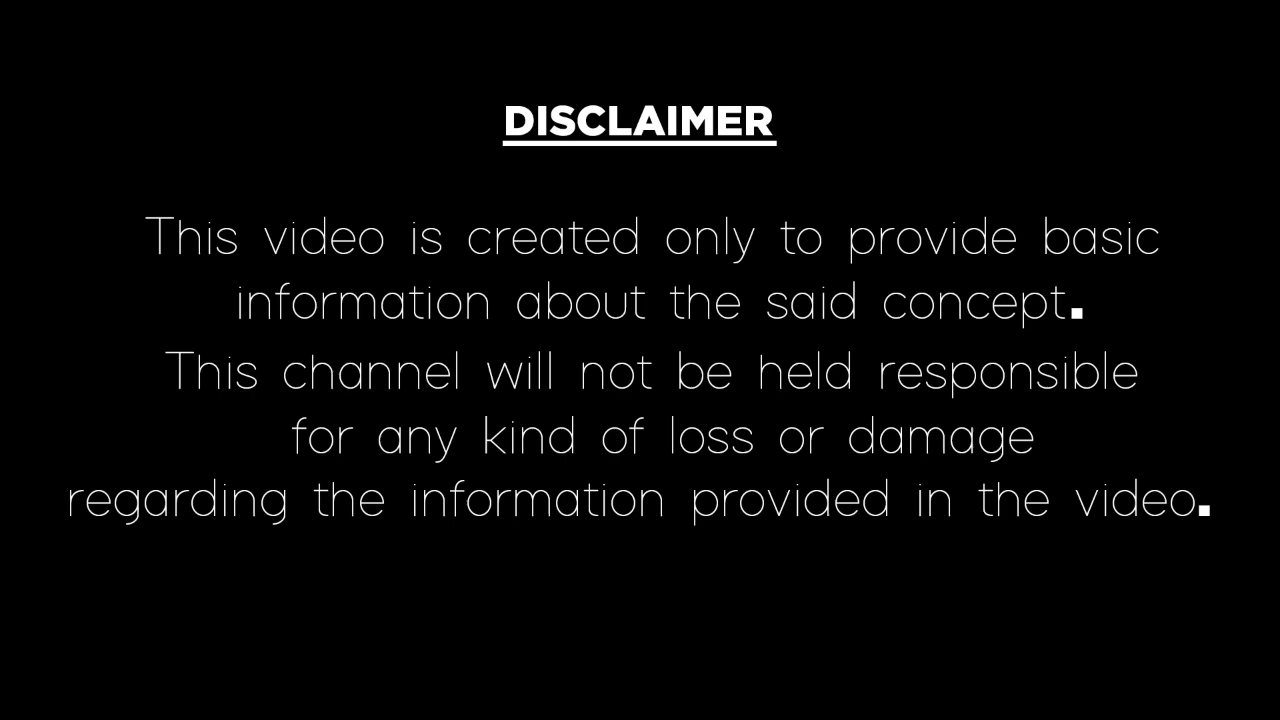 DISCLAIMER
This video is created only to provide basic
information about the said concept.
This channel will not be held responsible
for any kind of loss or damage
regarding the information provided in the video.